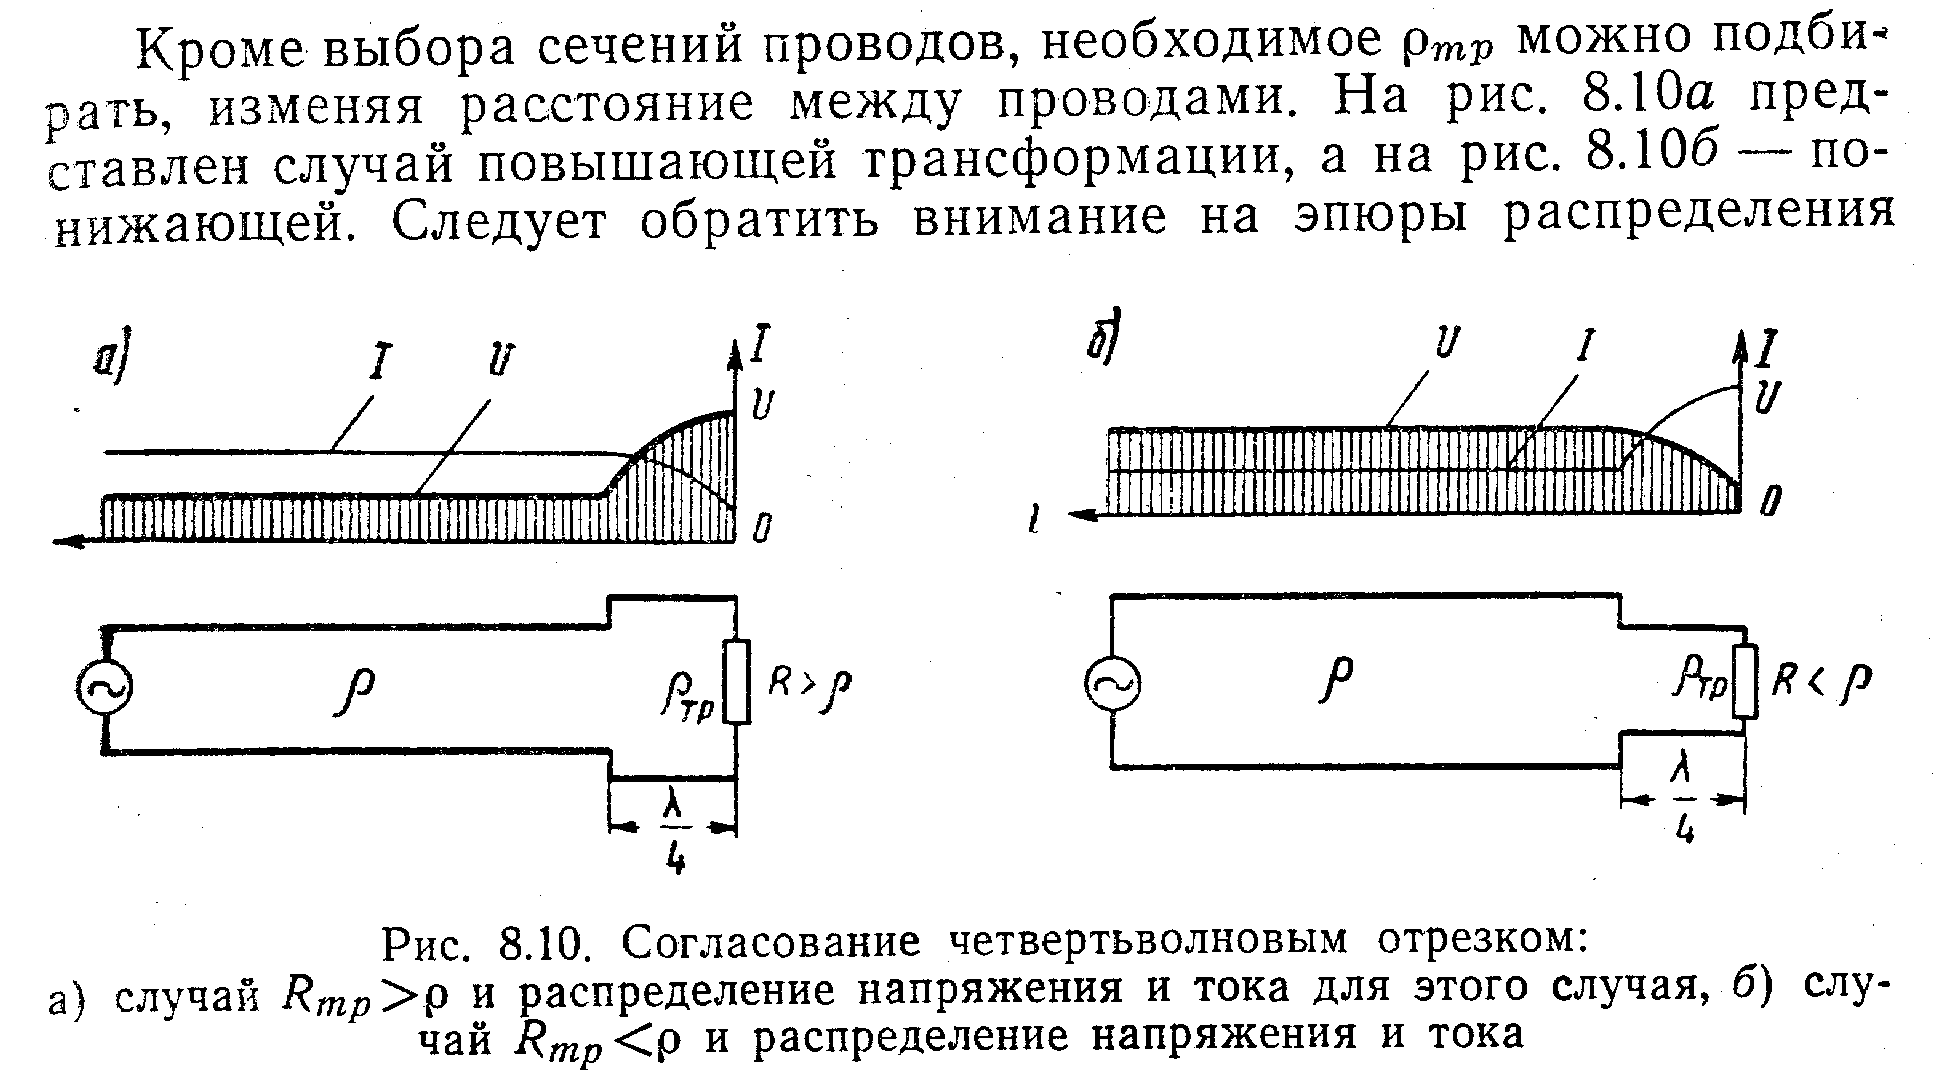 Кроме выбора сечений проводов, необходимое ρтр можно подби-
рать, изменяя расстояние между проводами. На рис. 8.10а пред-
ставлен случай повышающей трансформации, а на рис. 8.10б — по-
нижающей. Следует обратить внимание на эпюры распределения
а) I U I
U
0
б) U I I
U
l 0
ρ ρтр R > ρ
λ
4
ρ ρтр R < ρ
λ
4
Рис. 8.10. Согласование четвертьволновым отрезком:
а) случай Rтр>ρ и распределение напряжения и тока для этого случая, б) слу-
чай Rтр<ρ и распределение напряжения и тока